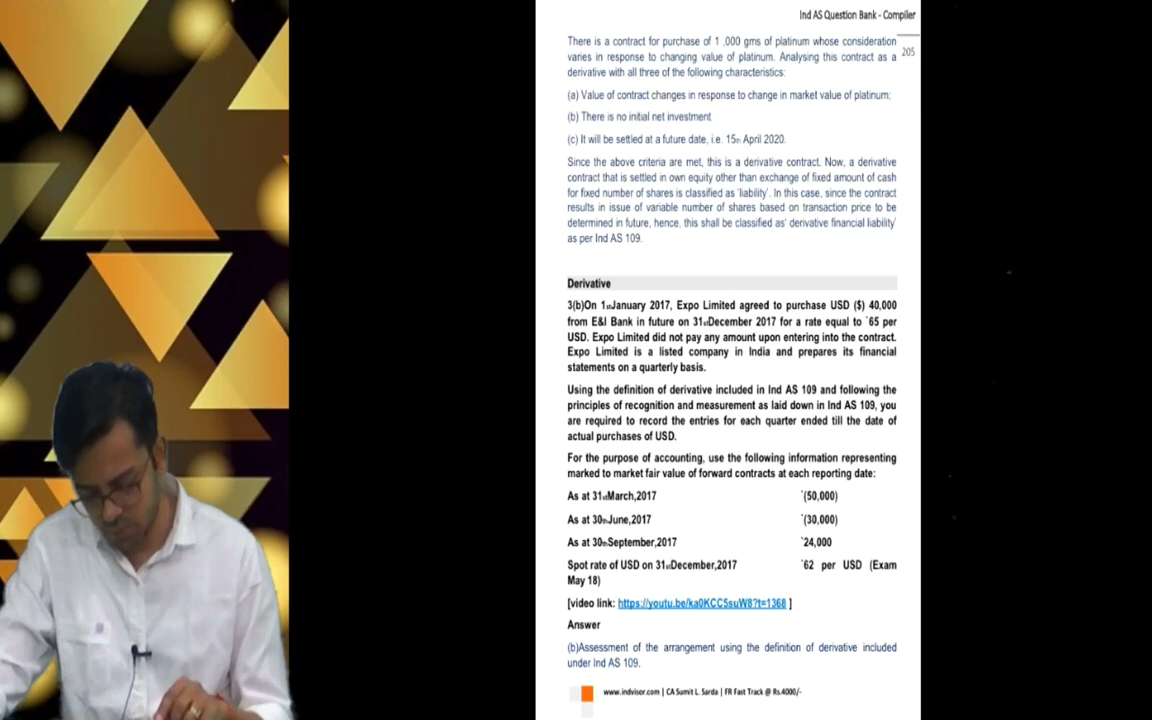 Ind AS Question Bank - Compiler
205
There is a contract for purchase of 1 ,000 gms of platinum whose consideration
varies in response to changing value of platinum. Analysing this contract as a
derivative with all three of the following characteristics:
(a) Value of contract changes in response to change in market value of platinum;
(b) There is no initial net investment
(c) It will be settled at a future date, i.e. 15th April 2020.
Since the above criteria are met, this is a derivative contract. Now, a derivative
contract that is settled in own equity other than exchange of fixed amount of cash
for fixed number of shares is classified as 'liability'. In this case, since the contract
results in issue of variable number of shares based on transaction price to be
determined in future, hence, this shall be classified as' derivative financial liability'
as per Ind AS 109.
Derivative
3(b)On 1stJanuary 2017, Expo Limited agreed to purchase USD ($) 40,000
from E&I Bank in future on 31stDecember 2017 for a rate equal to `65 per
USD. Expo Limited did not pay any amount upon entering into the contract.
Expo Limited is a listed company in India and prepares its financial
statements on a quarterly basis.
Using the definition of derivative included in Ind AS 109 and following the
principles of recognition and measurement as laid down in Ind AS 109, you
are required to record the entries for each quarter ended till the date of
actual purchases of USD.
For the purpose of accounting, use the following information representing
marked to market fair value of forward contracts at each reporting date:
As at 31stMarch,2017 `(50,000)
As at 30thJune,2017 `(30,000)
As at 30thSeptember,2017 `24,000
Spot rate of USD on 31stDecember,2017 `62 per USD (Exam
May 18)
[video link: https://youtu.be/ka0KCC5suW8?t=1368 ]
Answer
(b)Assessment of the arrangement using the definition of derivative included
under Ind AS 109.
www.indvisor.com | CA Sumit L. Sarda | FR Fast Track @ Rs.4000/-